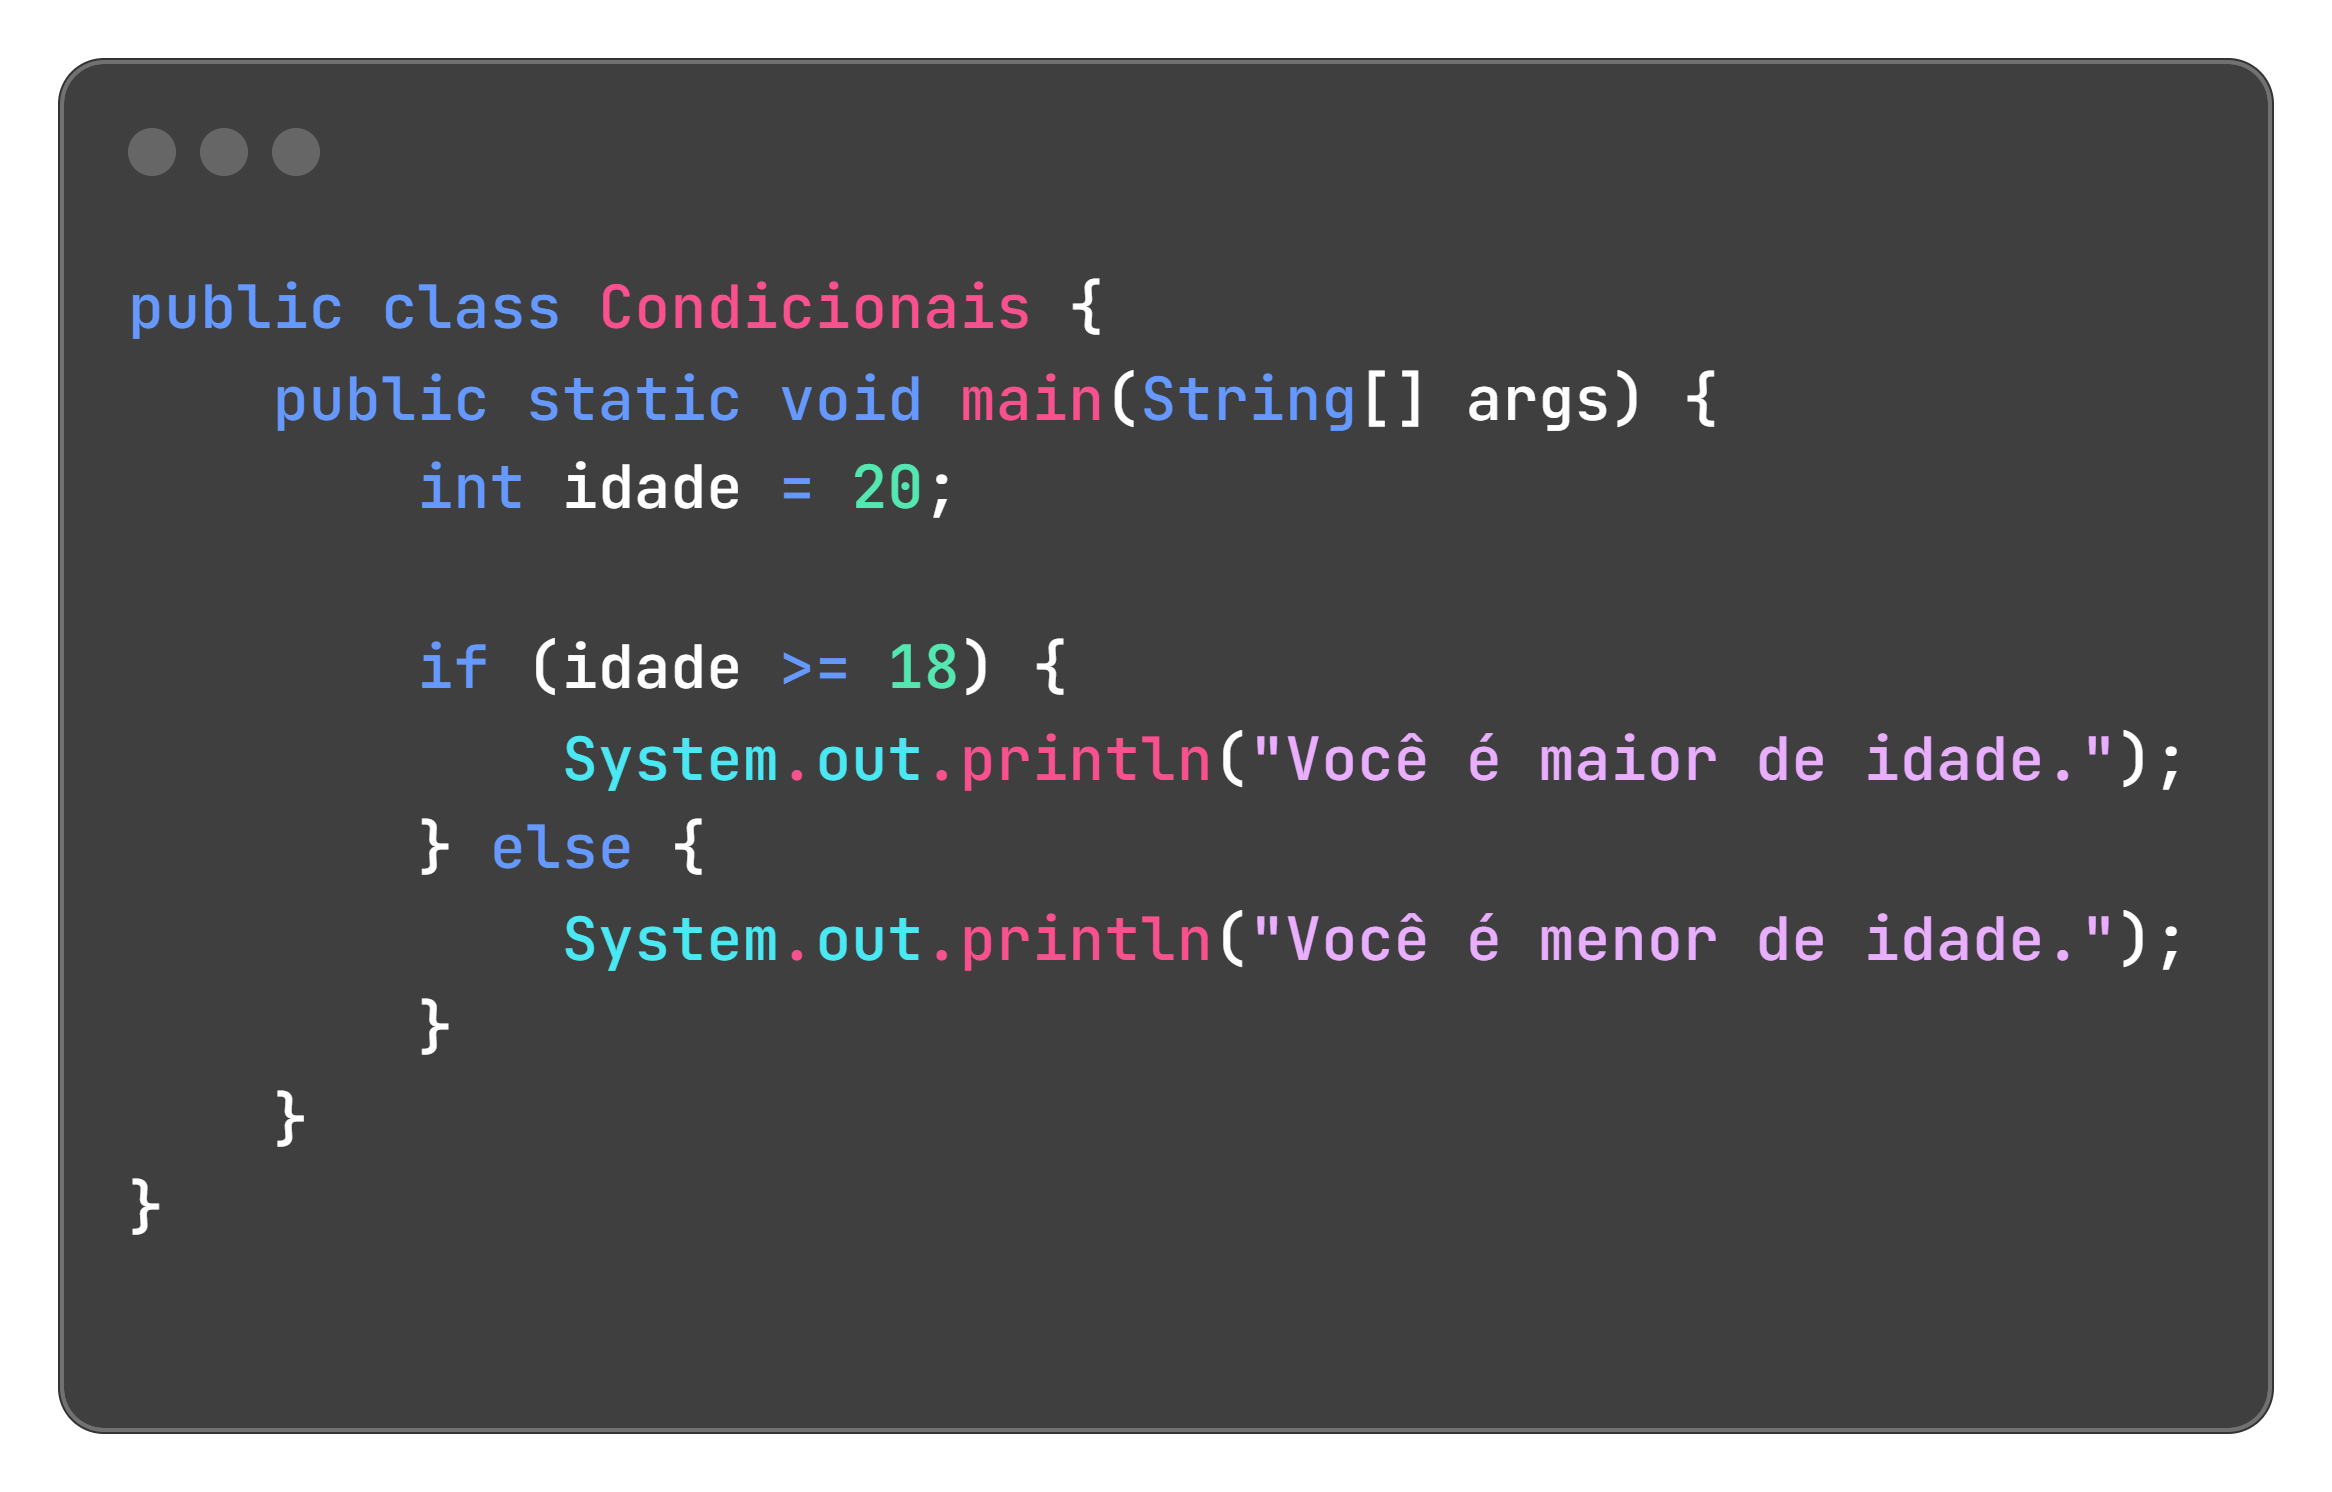 public class Condicionais {
    public static void main(String[] args) {
        int idade = 20;

        if (idade >= 18) {
            System.out.println("Você é maior de idade.");
        } else {
            System.out.println("Você é menor de idade.");
        }
    }
}